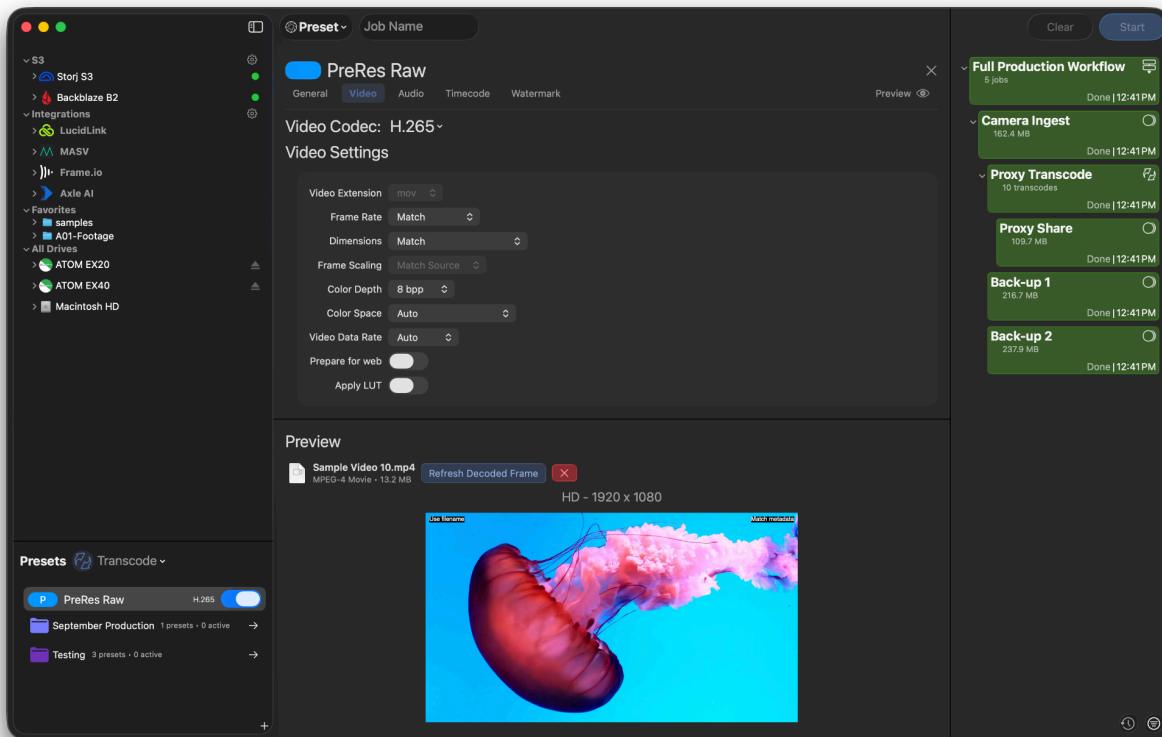 Preset
Job Name
Clear
Start
S3
Storj S3
Backblaze B2
Integrations
LucidLink
MASV
Frame.io
Axle AI
Favorites
samples
A01-Footage
All Drives
ATOM EX20
ATOM EX40
Macintosh HD
Presets
Transcode
P
PreRes Raw
H.265
September Production 1 presets • 0 active
Testing 3 presets • 0 active
+
PreRes Raw
General
Video
Audio
Timecode
Watermark
Preview
Video Codec: H.265
Video Settings
Video Extension mov
Frame Rate Match
Dimensions Match
Frame Scaling Match Source
Color Depth 8 bpp
Color Space Auto
Video Data Rate Auto
Prepare for web
Apply LUT
Preview
Sample Video 10.mp4
MPEG-4 Movie • 13.2 MB
Refresh Decoded Frame
HD - 1920 x 1080
Use filename
Match metadata
Full Production Workflow
5 jobs
Done | 12:41 PM
Camera Ingest
162.4 MB
Done | 12:41 PM
Proxy Transcode
10 transcodes
Done | 12:41 PM
Proxy Share
109.7 MB
Done | 12:41 PM
Back-up 1
216.7 MB
Done | 12:41 PM
Back-up 2
237.9 MB
Done | 12:41 PM